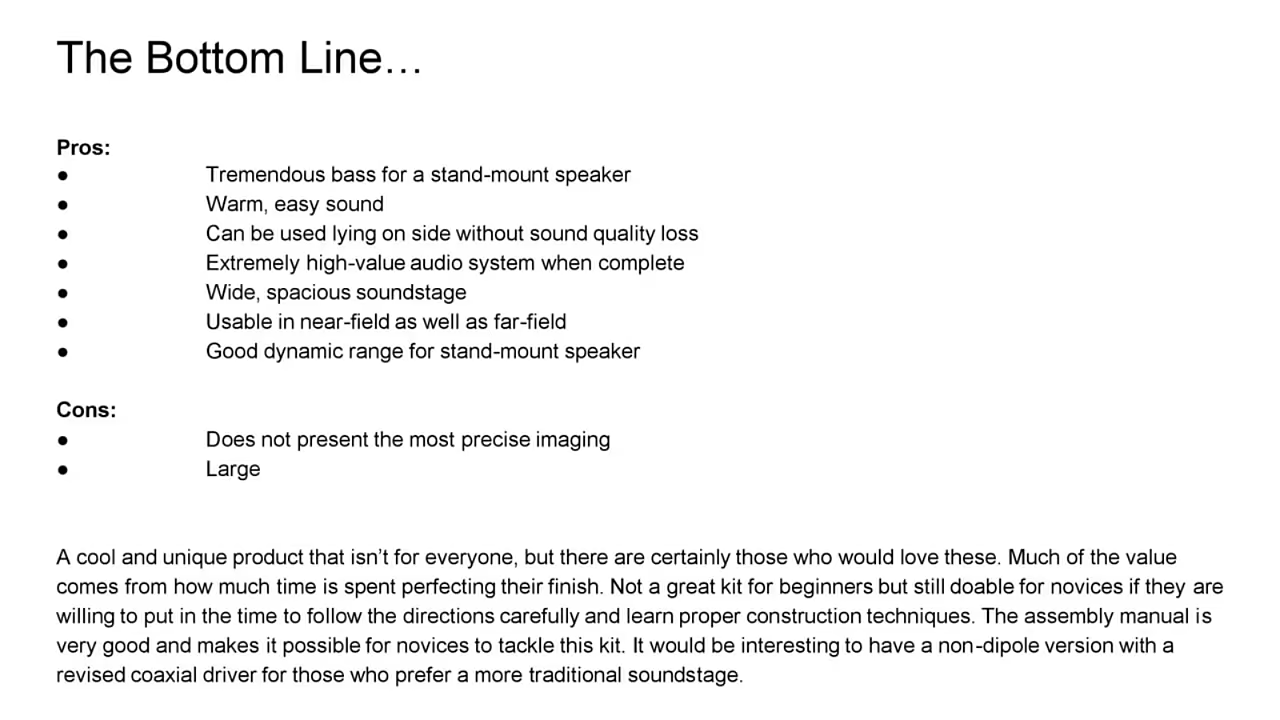 The Bottom Line...
Pros:
● Tremendous bass for a stand-mount speaker
● Warm, easy sound
● Can be used lying on side without sound quality loss
● Extremely high-value audio system when complete
● Wide, spacious soundstage
● Usable in near-field as well as far-field
● Good dynamic range for stand-mount speaker
Cons:
● Does not present the most precise imaging
● Large
A cool and unique product that isn’t for everyone, but there are certainly those who would love these. Much of the value
comes from how much time is spent perfecting their finish. Not a great kit for beginners but still doable for novices if they are
willing to put in the time to follow the directions carefully and learn proper construction techniques. The assembly manual is
very good and makes it possible for novices to tackle this kit. It would be interesting to have a non-dipole version with a
revised coaxial driver for those who prefer a more traditional soundstage.